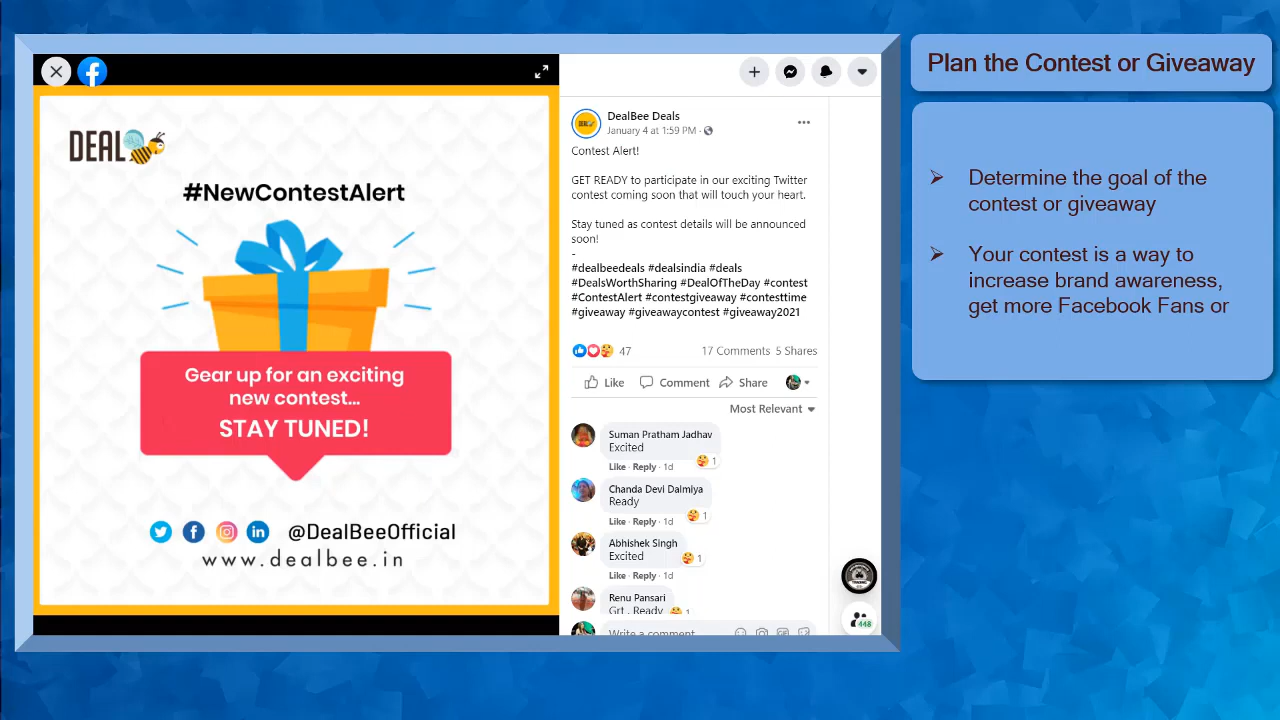 DEAL
#NewContestAlert
Gear up for an exciting
new contest...
STAY TUNED!
@DealBeeOfficial
www.dealbee.in
DealBee Deals
January 4 at 1:59 PM ·
Contest Alert!
GET READY to participate in our exciting Twitter
contest coming soon that will touch your heart.
Stay tuned as contest details will be announced
soon!
-
#dealbeedeals #dealsindia #deals
#DealsWorthSharing #DealOfTheDay #contest
#ContestAlert #contestgiveaway #contesttime
#giveaway #giveawaycontest #giveaway2021
47 17 Comments 5 Shares
Like Comment Share
Most Relevant
Suman Pratham Jadhav
Excited
1
Like · Reply · 1d
Chanda Devi Dalmiya
Ready
1
Like · Reply · 1d
Abhishek Singh
Excited
1
Like · Reply · 1d
Renu Pansari
Grt . Ready
1
Write a comment
448
Plan the Contest or Giveaway
Determine the goal of the
contest or giveaway
Your contest is a way to
increase brand awareness,
get more Facebook Fans or